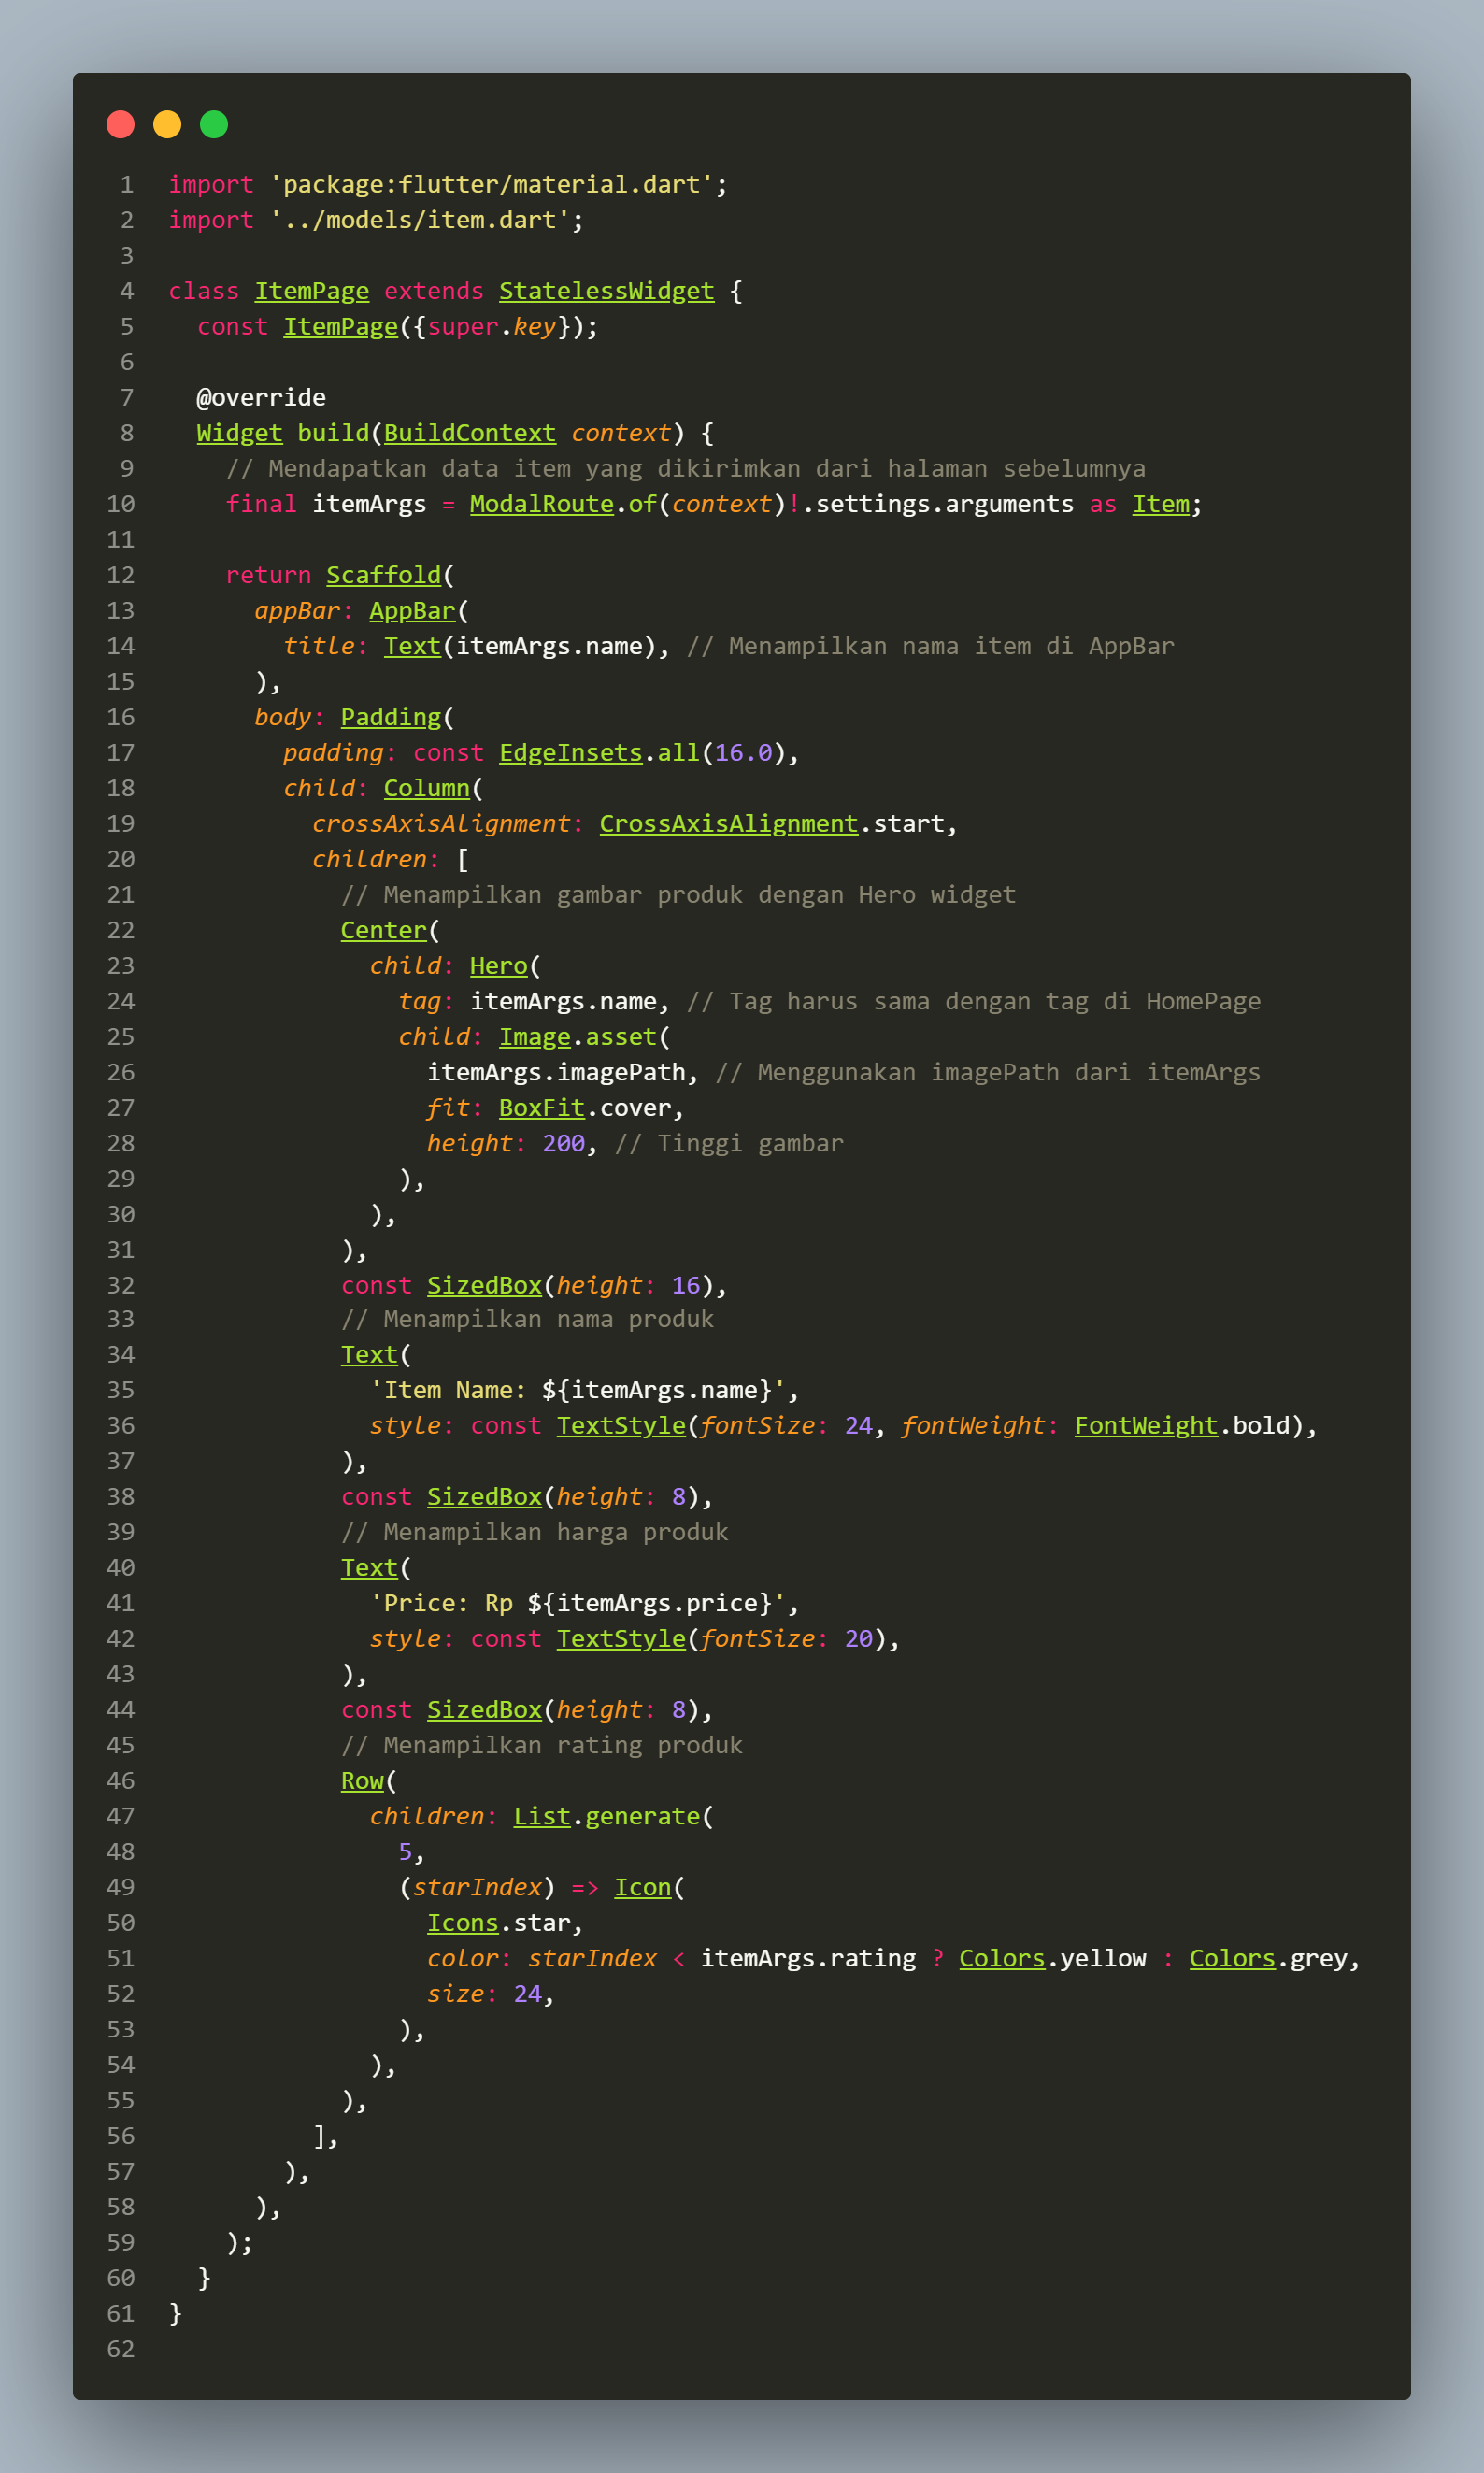 1 import 'package:flutter/material.dart';
2 import '../models/item.dart';
3
4 class ItemPage extends StatelessWidget {
5   const ItemPage({super.key});
6
7   @override
8   Widget build(BuildContext context) {
9     // Mendapatkan data item yang dikirimkan dari halaman sebelumnya
10     final itemArgs = ModalRoute.of(context)!.settings.arguments as Item;
11
12     return Scaffold(
13       appBar: AppBar(
14         title: Text(itemArgs.name), // Menampilkan nama item di AppBar
15       ),
16       body: Padding(
17         padding: const EdgeInsets.all(16.0),
18         child: Column(
19           crossAxisAlignment: CrossAxisAlignment.start,
20           children: [
21             // Menampilkan gambar produk dengan Hero widget
22             Center(
23               child: Hero(
24                 tag: itemArgs.name, // Tag harus sama dengan tag di HomePage
25                 child: Image.asset(
26                   itemArgs.imagePath, // Menggunakan imagePath dari itemArgs
27                   fit: BoxFit.cover,
28                   height: 200, // Tinggi gambar
29                 ),
30               ),
31             ),
32             const SizedBox(height: 16),
33             // Menampilkan nama produk
34             Text(
35               'Item Name: ${itemArgs.name}',
36               style: const TextStyle(fontSize: 24, fontWeight: FontWeight.bold),
37             ),
38             const SizedBox(height: 8),
39             // Menampilkan harga produk
40             Text(
41               'Price: Rp ${itemArgs.price}',
42               style: const TextStyle(fontSize: 20),
43             ),
44             const SizedBox(height: 8),
45             // Menampilkan rating produk
46             Row(
47               children: List.generate(
48                 5,
49                 (starIndex) => Icon(
50                   Icons.star,
51                   color: starIndex < itemArgs.rating ? Colors.yellow : Colors.grey,
52                   size: 24,
53                 ),
54               ),
55             ),
56           ],
57         ),
58       ),
59     );
60   }
61 }
62